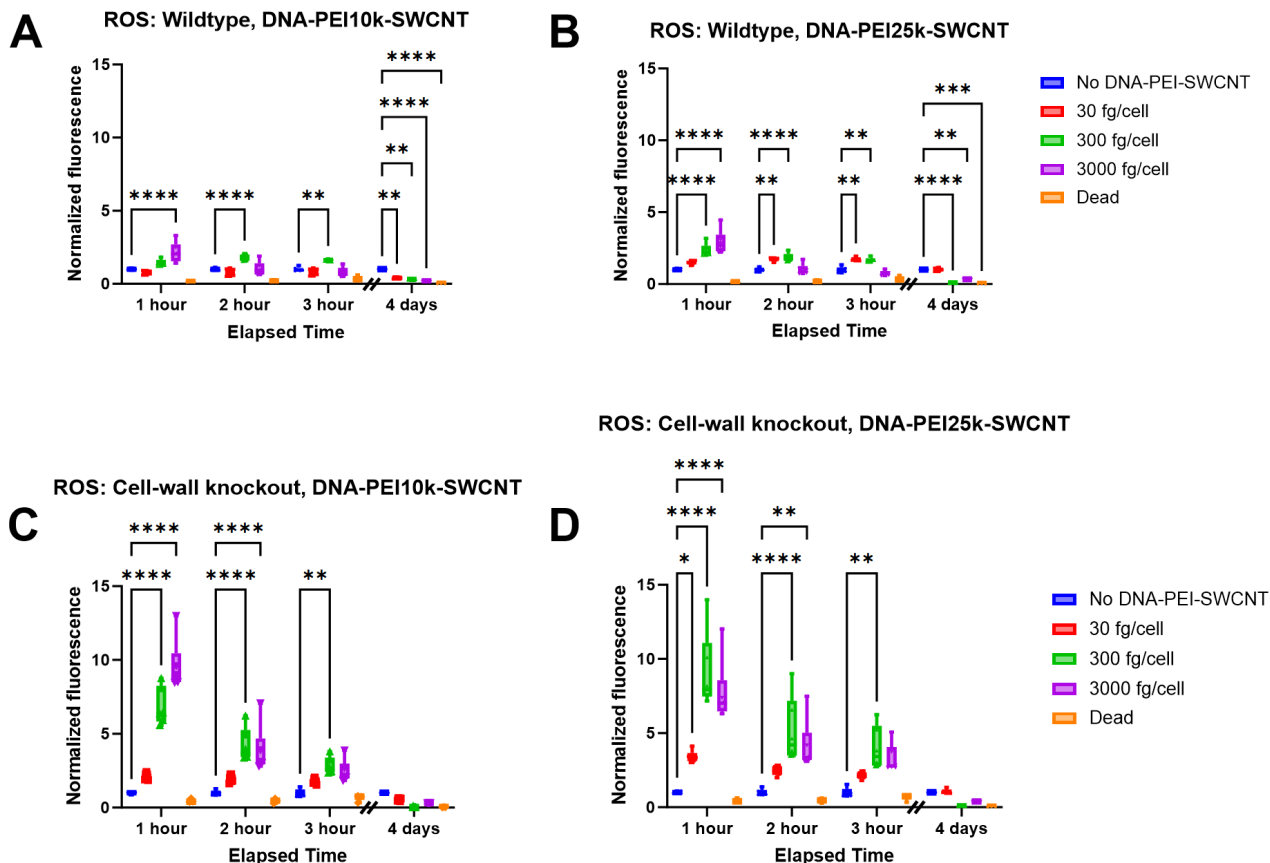 A
ROS: Wildtype, DNA-PEI10k-SWCNT
Normalized fluorescence
15
10
5
0
****
****
**
****
****
**
**
1 hour
2 hour
3 hour
4 days
Elapsed Time
B
ROS: Wildtype, DNA-PEI25k-SWCNT
Normalized fluorescence
15
10
5
0
***
****
****
**
**
****
**
**
****
1 hour
2 hour
3 hour
4 days
Elapsed Time
No DNA-PEI-SWCNT
30 fg/cell
300 fg/cell
3000 fg/cell
Dead
C
ROS: Cell-wall knockout, DNA-PEI10k-SWCNT
Normalized fluorescence
15
10
5
0
****
****
****
****
**
1 hour
2 hour
3 hour
4 days
Elapsed Time
D
ROS: Cell-wall knockout, DNA-PEI25k-SWCNT
Normalized fluorescence
15
10
5
0
****
****
**
*
****
**
1 hour
2 hour
3 hour
4 days
Elapsed Time
No DNA-PEI-SWCNT
30 fg/cell
300 fg/cell
3000 fg/cell
Dead